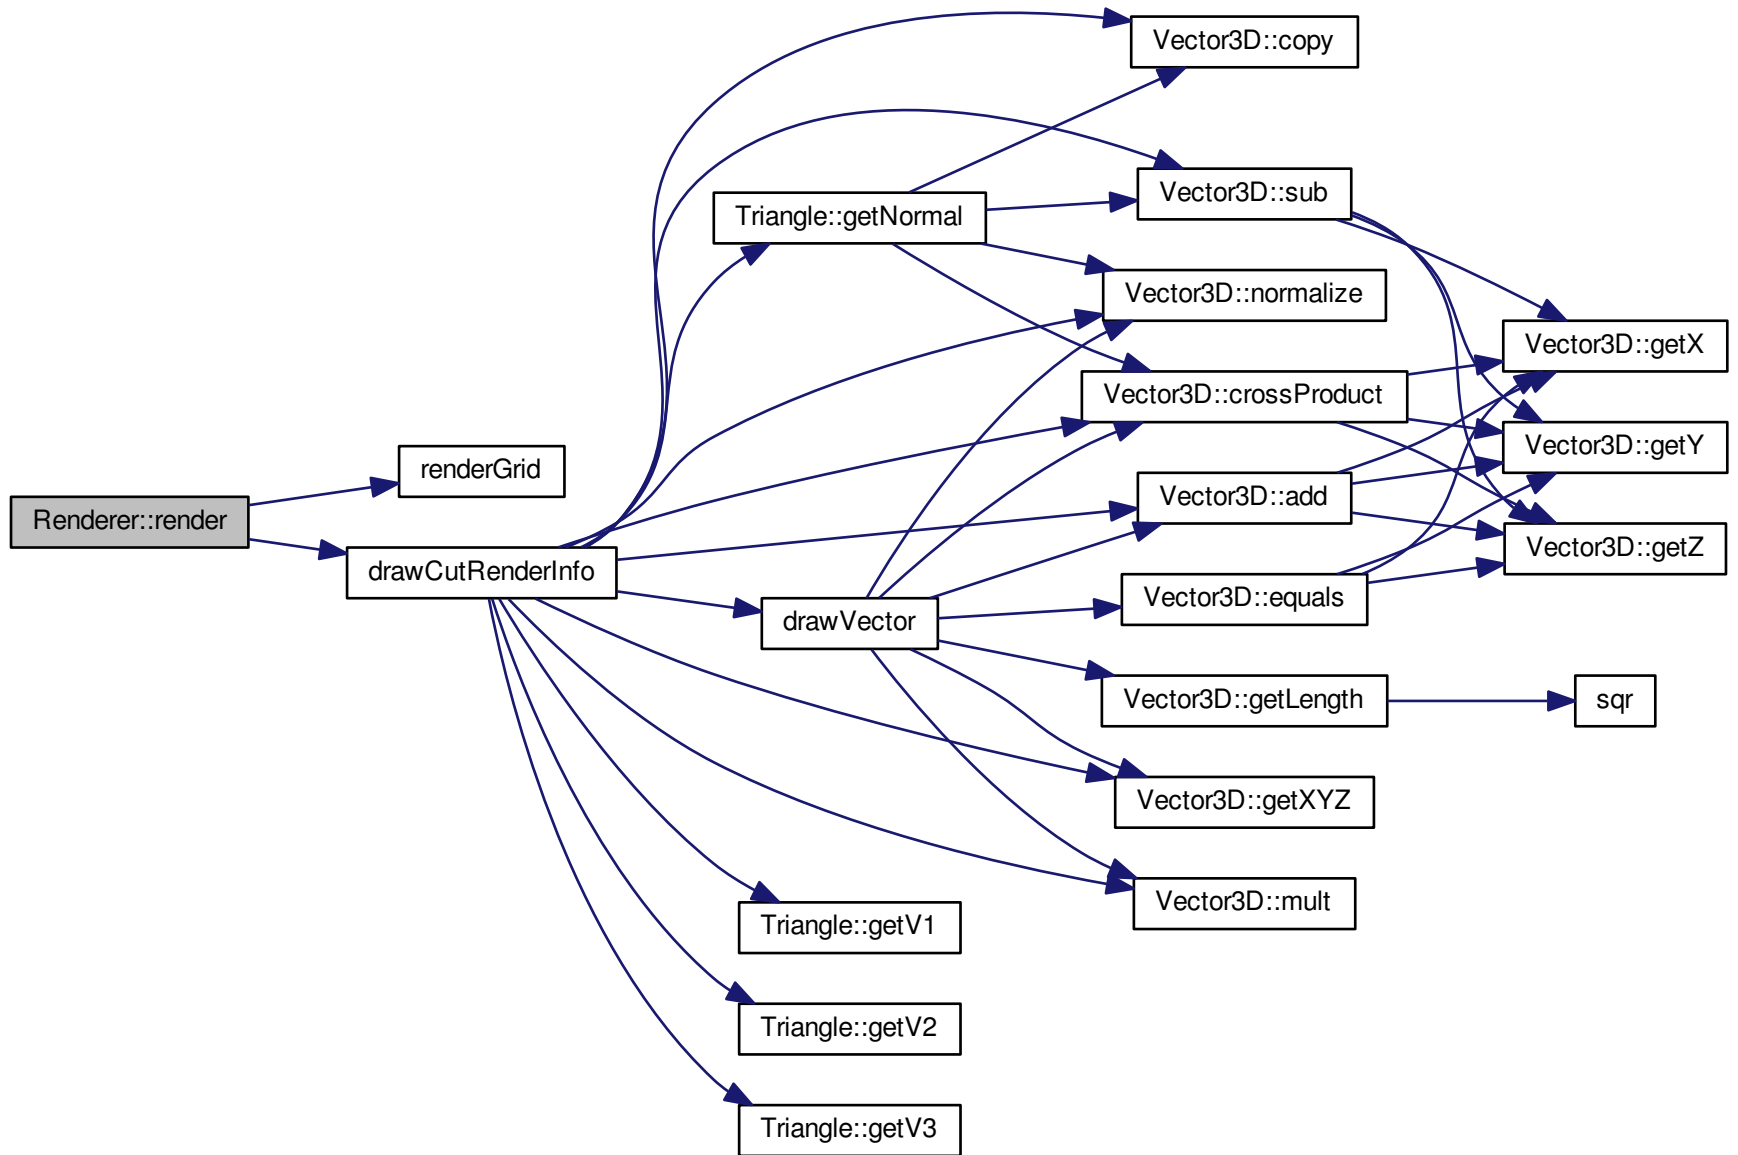 Renderer::render
renderGrid
drawCutRenderInfo
Triangle::getNormal
drawVector
Triangle::getV1
Triangle::getV2
Triangle::getV3
Vector3D::copy
Vector3D::sub
Vector3D::normalize
Vector3D::crossProduct
Vector3D::add
Vector3D::equals
Vector3D::getLength
Vector3D::getXYZ
Vector3D::mult
Vector3D::getX
Vector3D::getY
Vector3D::getZ
sqr